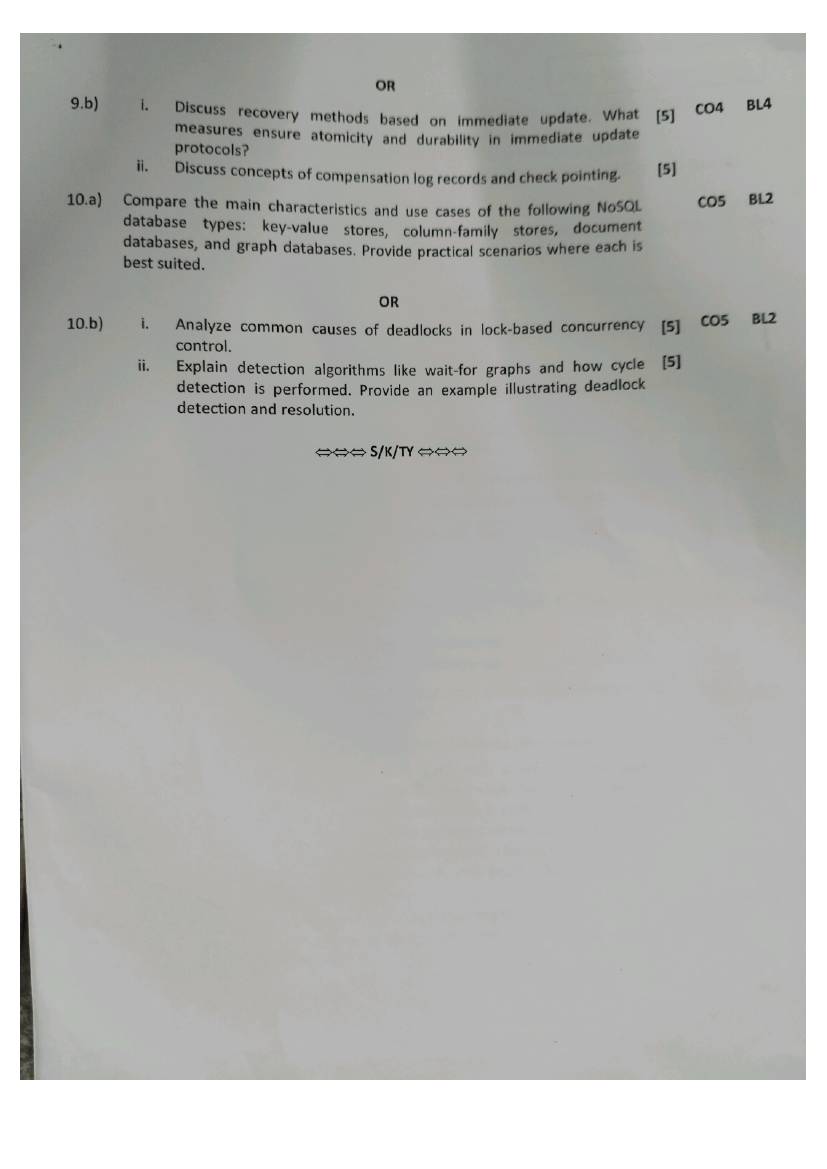 OR
9.b) i. Discuss recovery methods based on immediate update. What [5] CO4 BL4
measures ensure atomicity and durability in immediate update
protocols?
ii. Discuss concepts of compensation log records and check pointing. [5]
10.a) Compare the main characteristics and use cases of the following NoSQL CO5 BL2
database types: key-value stores, column-family stores, document
databases, and graph databases. Provide practical scenarios where each is
best suited.
OR
10.b) i. Analyze common causes of deadlocks in lock-based concurrency [5] CO5 BL2
control.
ii. Explain detection algorithms like wait-for graphs and how cycle [5]
detection is performed. Provide an example illustrating deadlock
detection and resolution.
⇔⇔⇔ S/K/TY ⇔⇔⇔